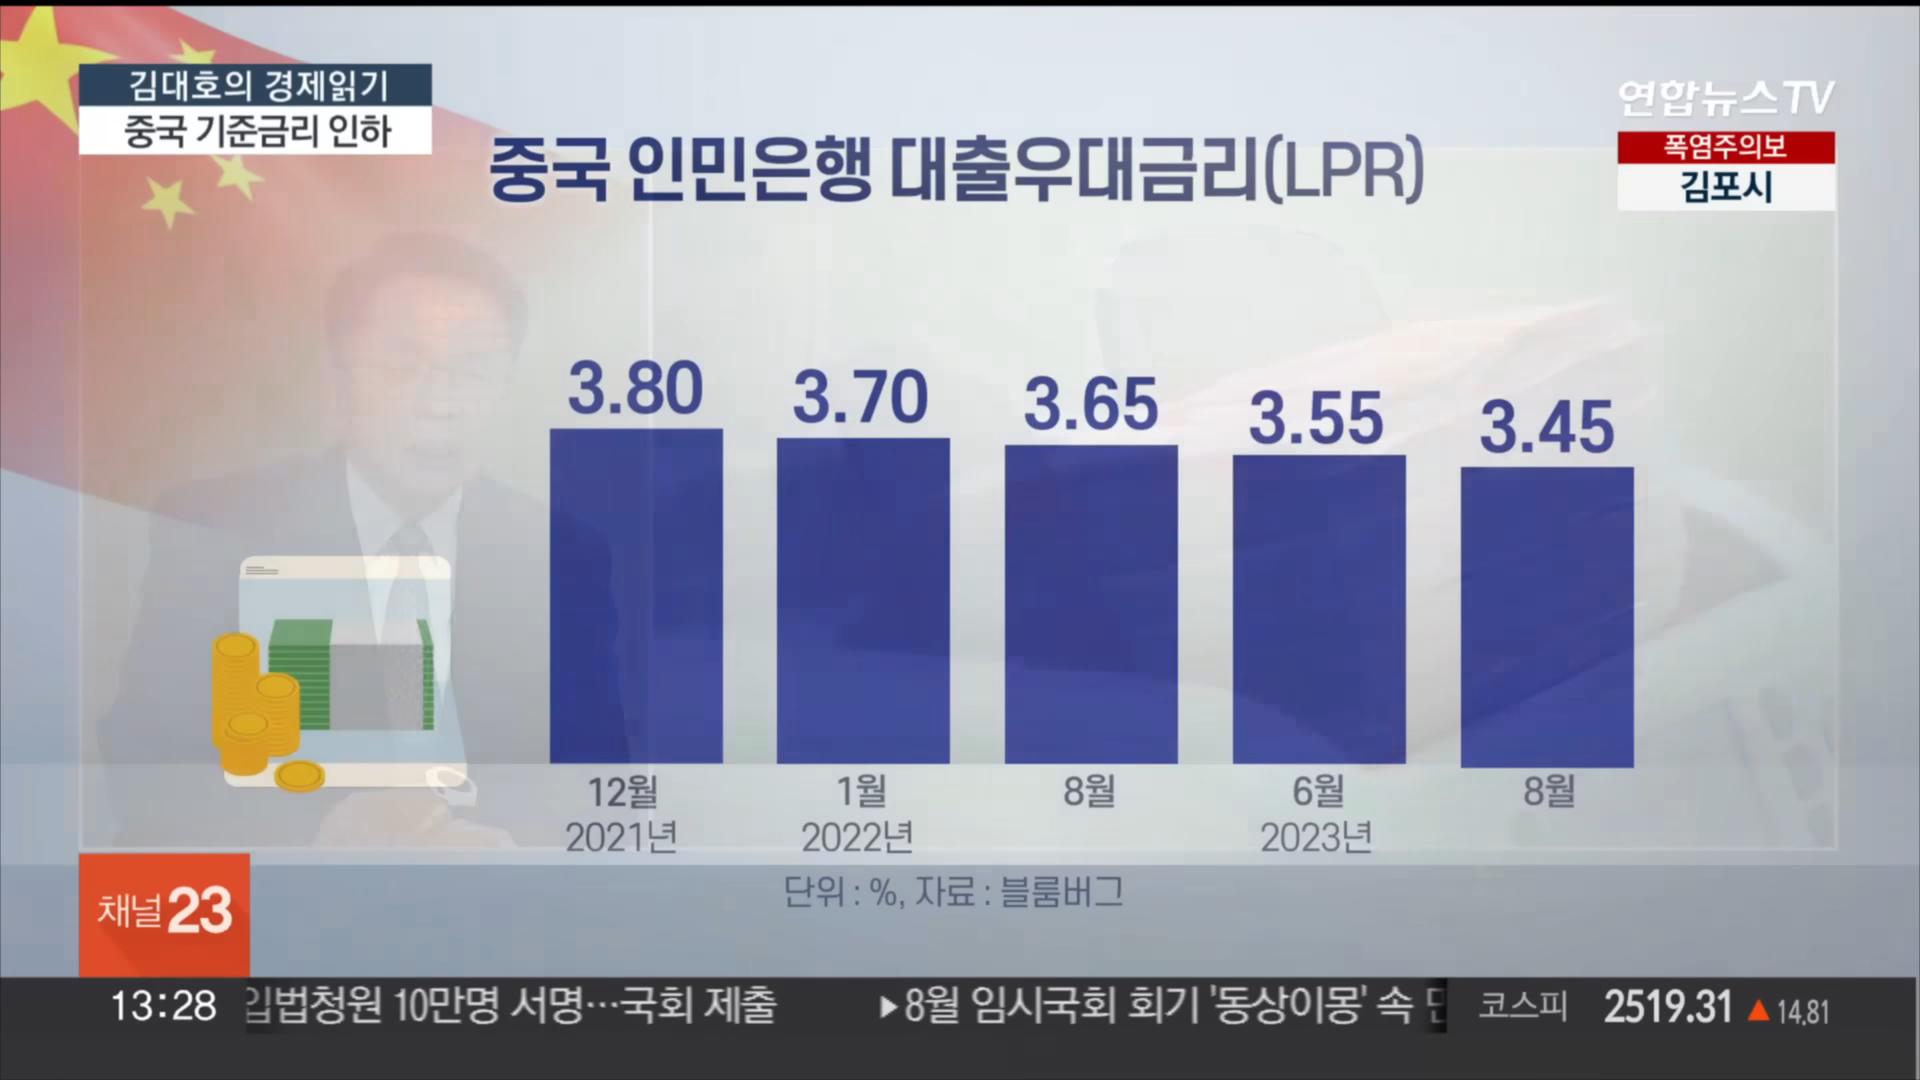 김대호의 경제읽기
중국 기준금리 인하
연합뉴스TV
폭염주의보
김포시
중국 인민은행 대출우대금리(LPR)
3.80
3.70
3.65
3.55
3.45
12월
1월
8월
6월
8월
2021년
2022년
2023년
단위 : %, 자료 : 블룸버그
채널 23
13:28
입법청원 10만명 서명…국회 제출
▶8월 임시국회 회기 '동상이몽' 속
코스피 2519.31 ▲ 14.81